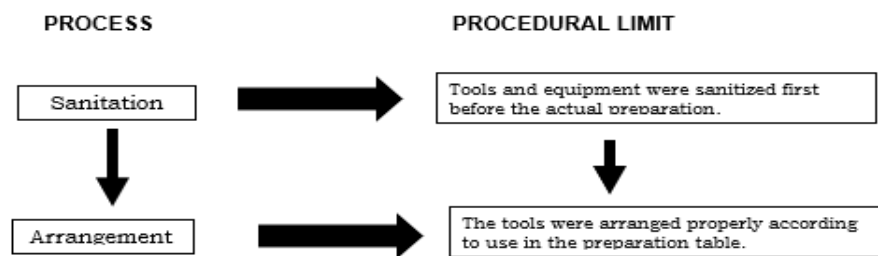 PROCESS
PROCEDURAL LIMIT
Sanitation
Tools and equipment were sanitized first
before the actual preparation.
Arrangement
The tools were arranged properly according
to use in the preparation table.